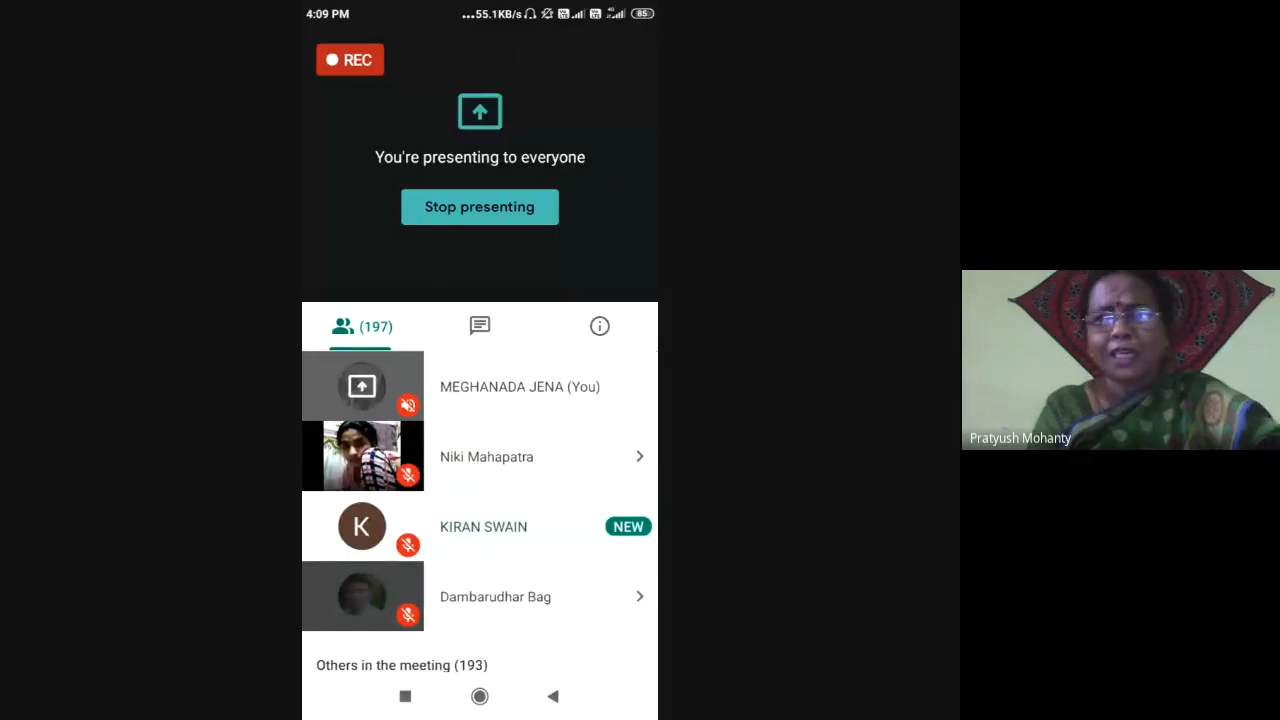 4:09 PM
...55.1KB/s
4G
85
REC
You're presenting to everyone
Stop presenting
(197)
MEGHANADA JENA (You)
Niki Mahapatra
K
KIRAN SWAIN
NEW
Dambarudhar Bag
Others in the meeting (193)
Pratyush Mohanty